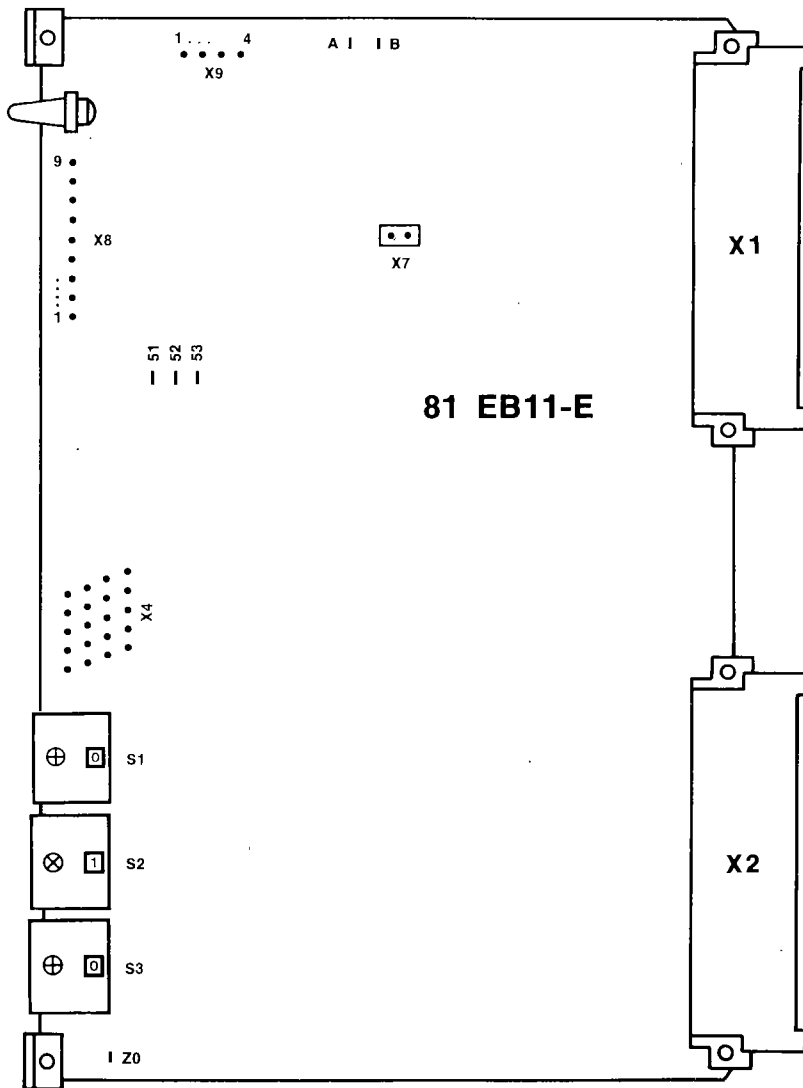 1 . . . 4
A B
X9
9
X8
X7
X1
. . . .
1
51
52
53
81 EB11-E
X4
0 S1
1 S2
X2
0 S3
Z0